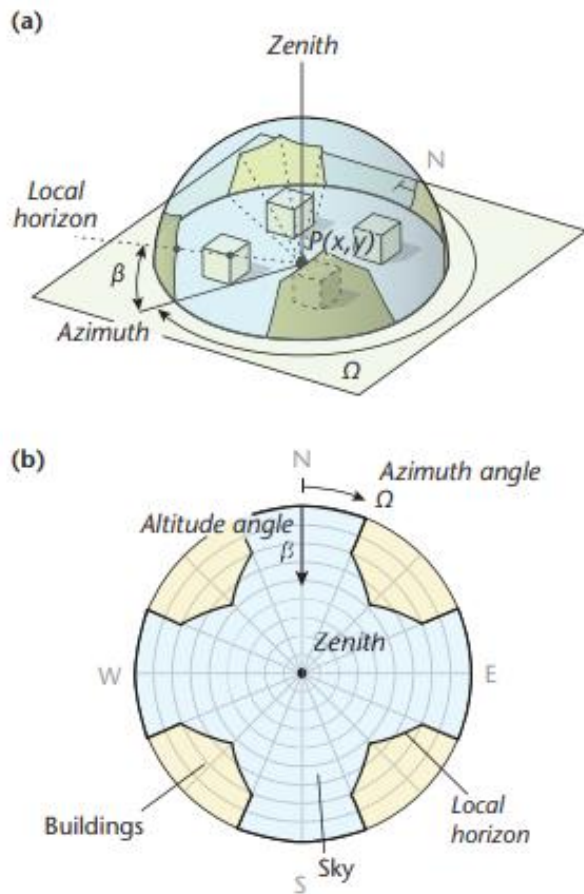 (a)
Zenith
N
Local
horizon
P(x,y)
β
Azimuth
Ω
(b)
N
Azimuth angle
Ω
Altitude angle
β
Zenith
W
E
Buildings
Local
horizon
Sky
S